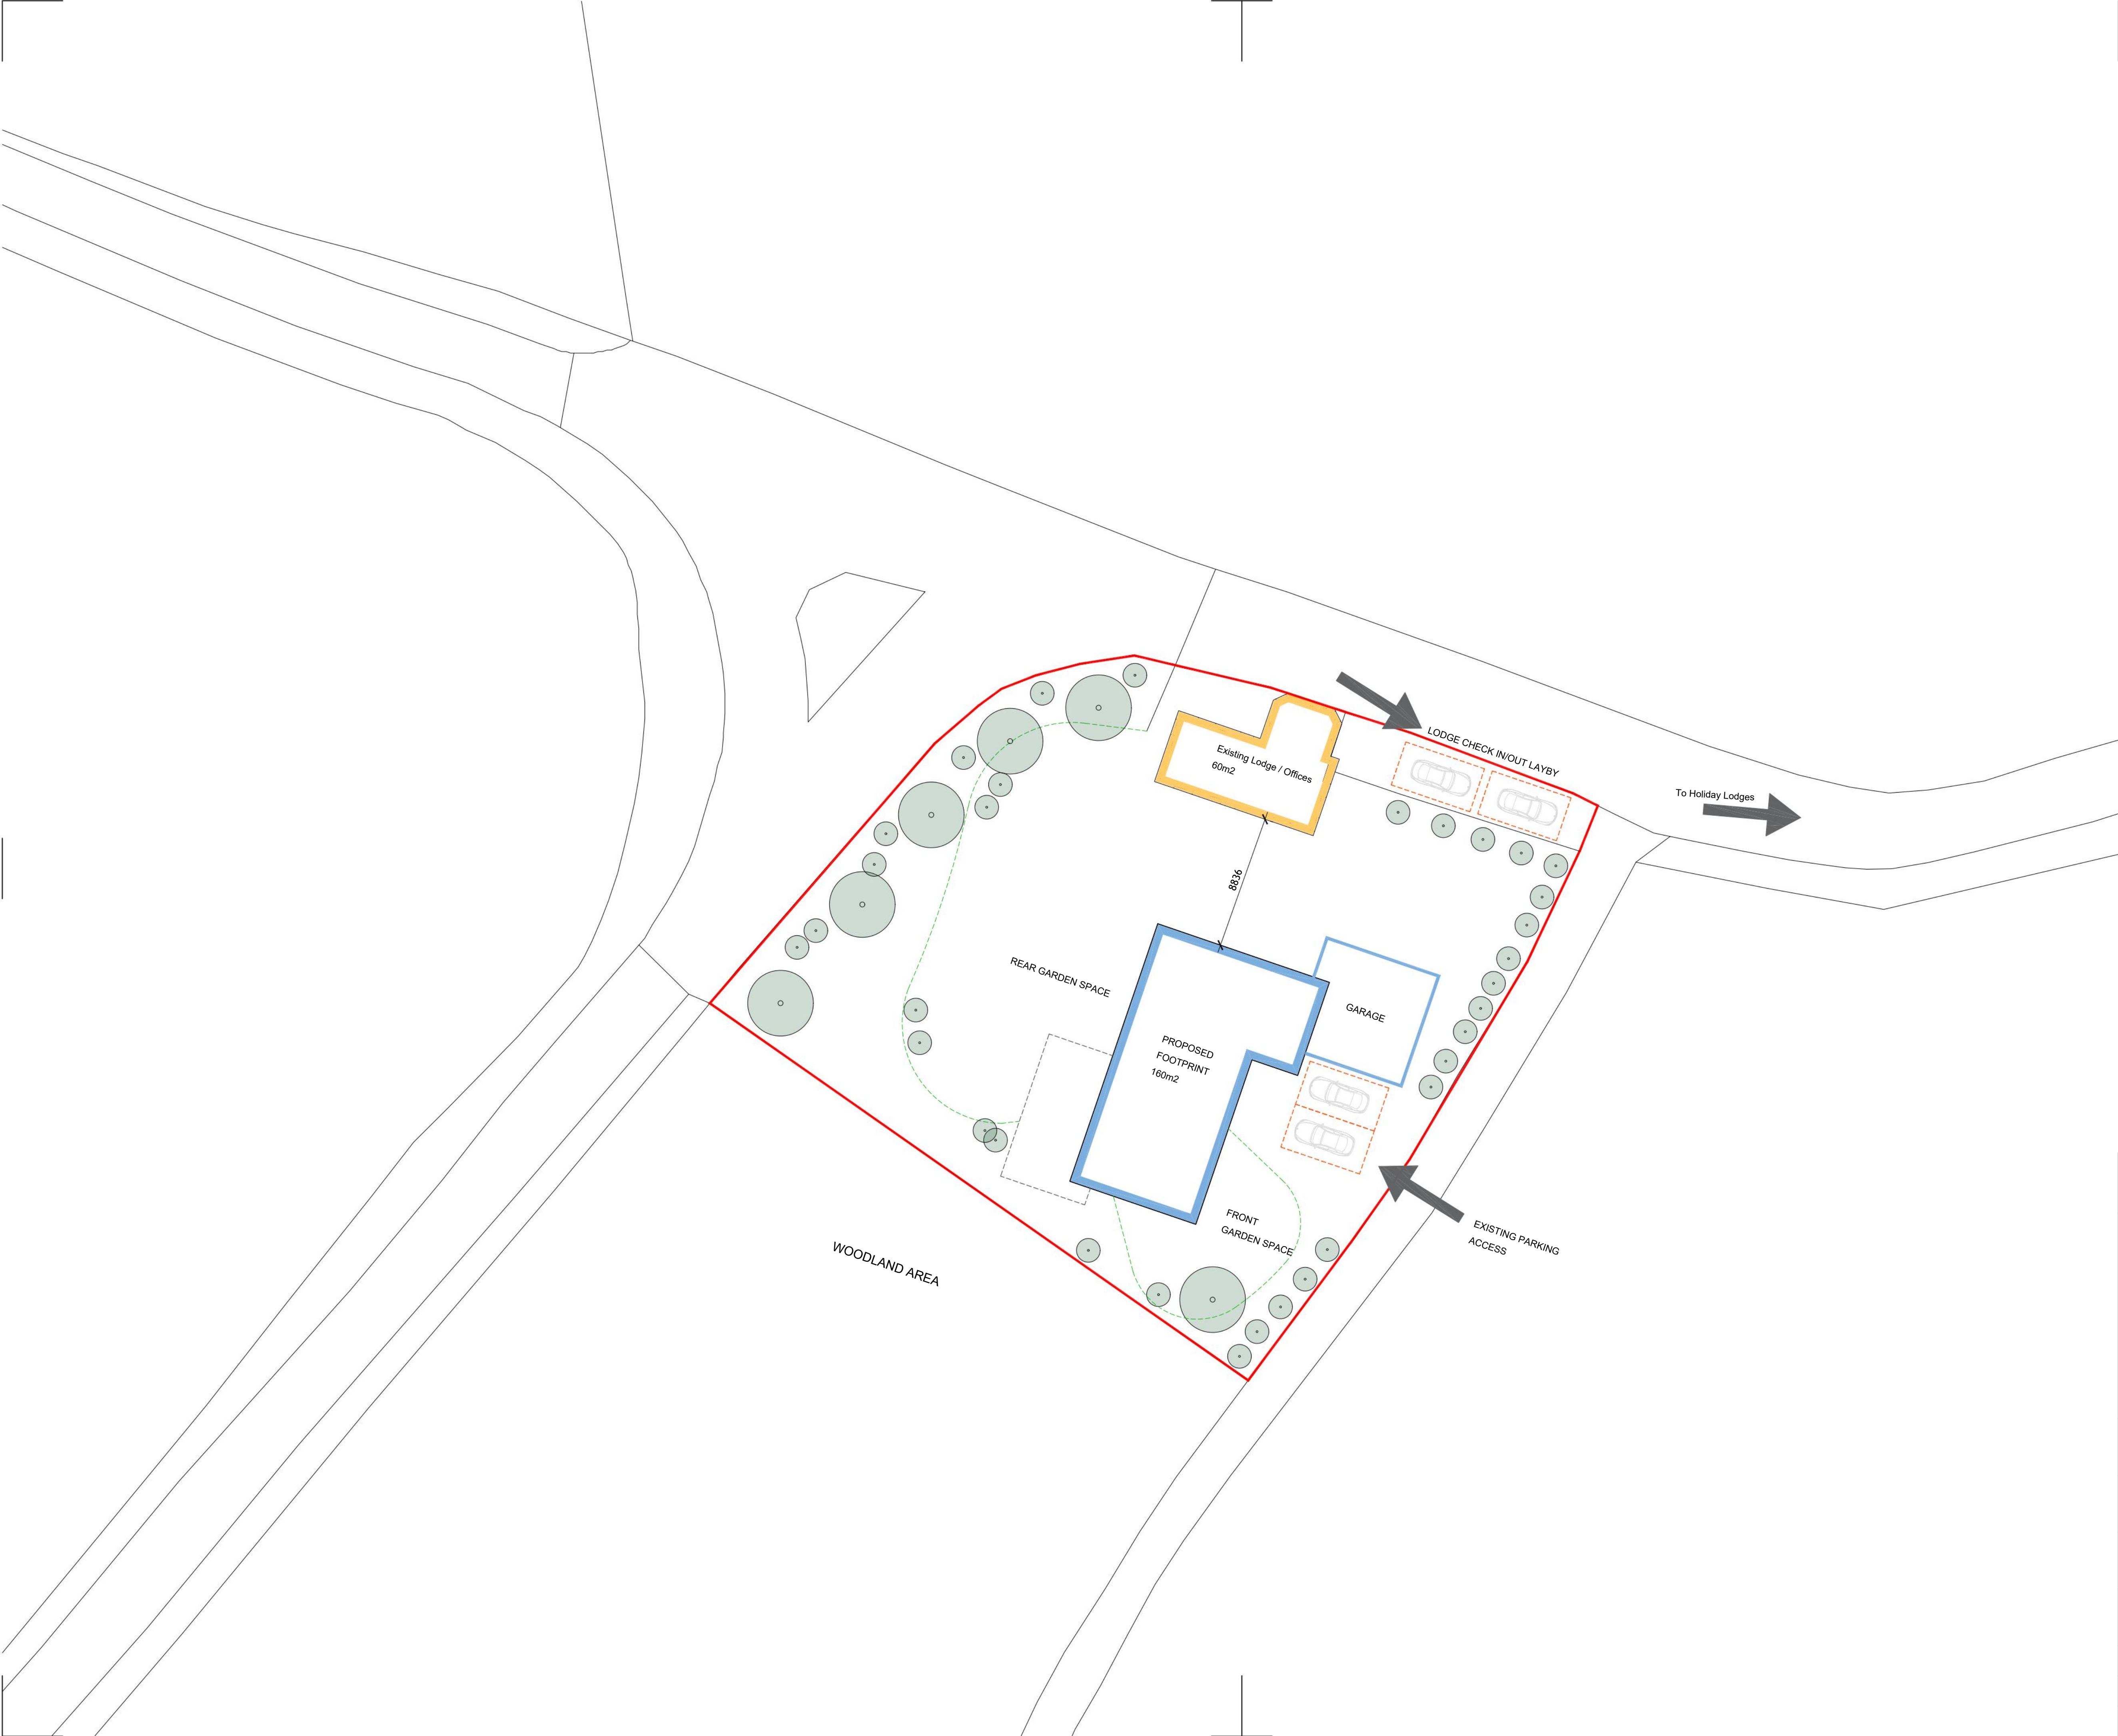 LODGE CHECK IN/OUT LAYBY
Existing Lodge / Offices
60m2
To Holiday Lodges
8836
REAR GARDEN SPACE
GARAGE
PROPOSED
FOOTPRINT
160m2
FRONT
GARDEN SPACE
EXISTING PARKING
ACCESS
WOODLAND AREA